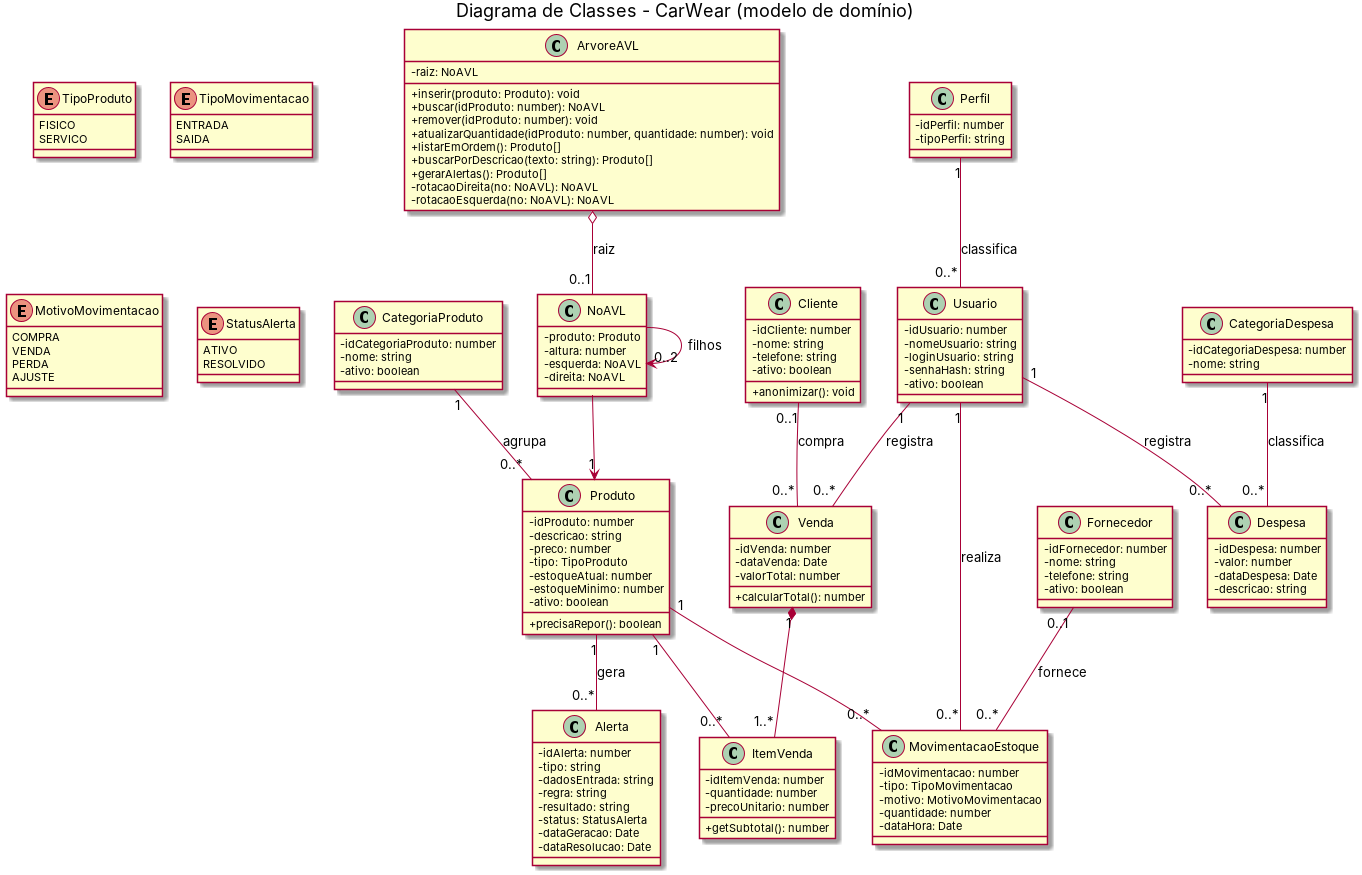 Diagrama de Classes - CarWear (modelo de domínio)
C ArvoreAVL
-raiz: NoAVL
+inserir(produto: Produto): void
+buscar(idProduto: number): NoAVL
+remover(idProduto: number): void
+atualizarQuantidade(idProduto: number, quantidade: number): void
+listarEmOrdem(): Produto[]
+buscarPorDescricao(texto: string): Produto[]
+gerarAlertas(): Produto[]
-rotacaoDireita(no: NoAVL): NoAVL
-rotacaoEsquerda(no: NoAVL): NoAVL
E TipoProduto
FISICO
SERVICO
E TipoMovimentacao
ENTRADA
SAIDA
C Perfil
-idPerfil: number
-tipoPerfil: string
1
classifica
0..*
raiz
0..1
E MotivoMovimentacao
COMPRA
VENDA
PERDA
AJUSTE
E StatusAlerta
ATIVO
RESOLVIDO
C CategoriaProduto
-idCategoriaProduto: number
-nome: string
-ativo: boolean
C NoAVL
-produto: Produto
-altura: number
-esquerda: NoAVL
-direita: NoAVL
filhos
0..2
C Cliente
-idCliente: number
-nome: string
-telefone: string
-ativo: boolean
+anonimizar(): void
C Usuario
-idUsuario: number
-nomeUsuario: string
-loginUsuario: string
-senhaHash: string
-ativo: boolean
C CategoriaDespesa
-idCategoriaDespesa: number
-nome: string
1
agrupa
0..*
1
0..1
compra
0..*
1
registra
0..*
1
realiza
0..*
1
registra
0..*
1
classifica
0..*
C Produto
-idProduto: number
-descricao: string
-preco: number
-tipo: TipoProduto
-estoqueAtual: number
-estoqueMinimo: number
-ativo: boolean
+precisaRepor(): boolean
C Venda
-idVenda: number
-dataVenda: Date
-valorTotal: number
+calcularTotal(): number
C Fornecedor
-idFornecedor: number
-nome: string
-telefone: string
-ativo: boolean
C Despesa
-idDespesa: number
-valor: number
-dataDespesa: Date
-descricao: string
1
gera
0..*
1
0..*
1
0..*
1
1..*
0..1
fornece
0..*
C Alerta
-idAlerta: number
-tipo: string
-dadosEntrada: string
-regra: string
-resultado: string
-status: StatusAlerta
-dataGeracao: Date
-dataResolucao: Date
C ItemVenda
-idItemVenda: number
-quantidade: number
-precoUnitario: number
+getSubtotal(): number
C MovimentacaoEstoque
-idMovimentacao: number
-tipo: TipoMovimentacao
-motivo: MotivoMovimentacao
-quantidade: number
-dataHora: Date